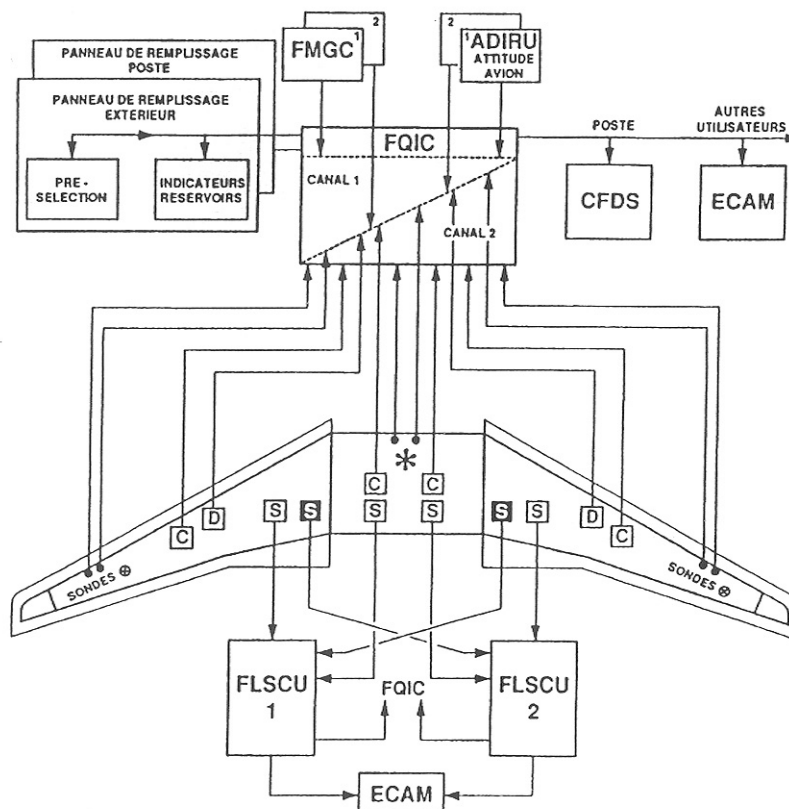 PANNEAU DE REMPLISSAGE
POSTE
PANNEAU DE REMPLISSAGE
EXTERIEUR
PRE -
SELECTION
INDICATEURS
RESERVOIRS
2
FMGC 1
2
1 ADIRU
ATTITUDE
AVION
FQIC
CANAL 1
CANAL 2
POSTE
CFDS
AUTRES
UTILISATEURS
ECAM
C
D
S
S
C
S
C
S
S
S
D
C
SONDES
SONDES
FLSCU
1
FQIC
FLSCU
2
ECAM